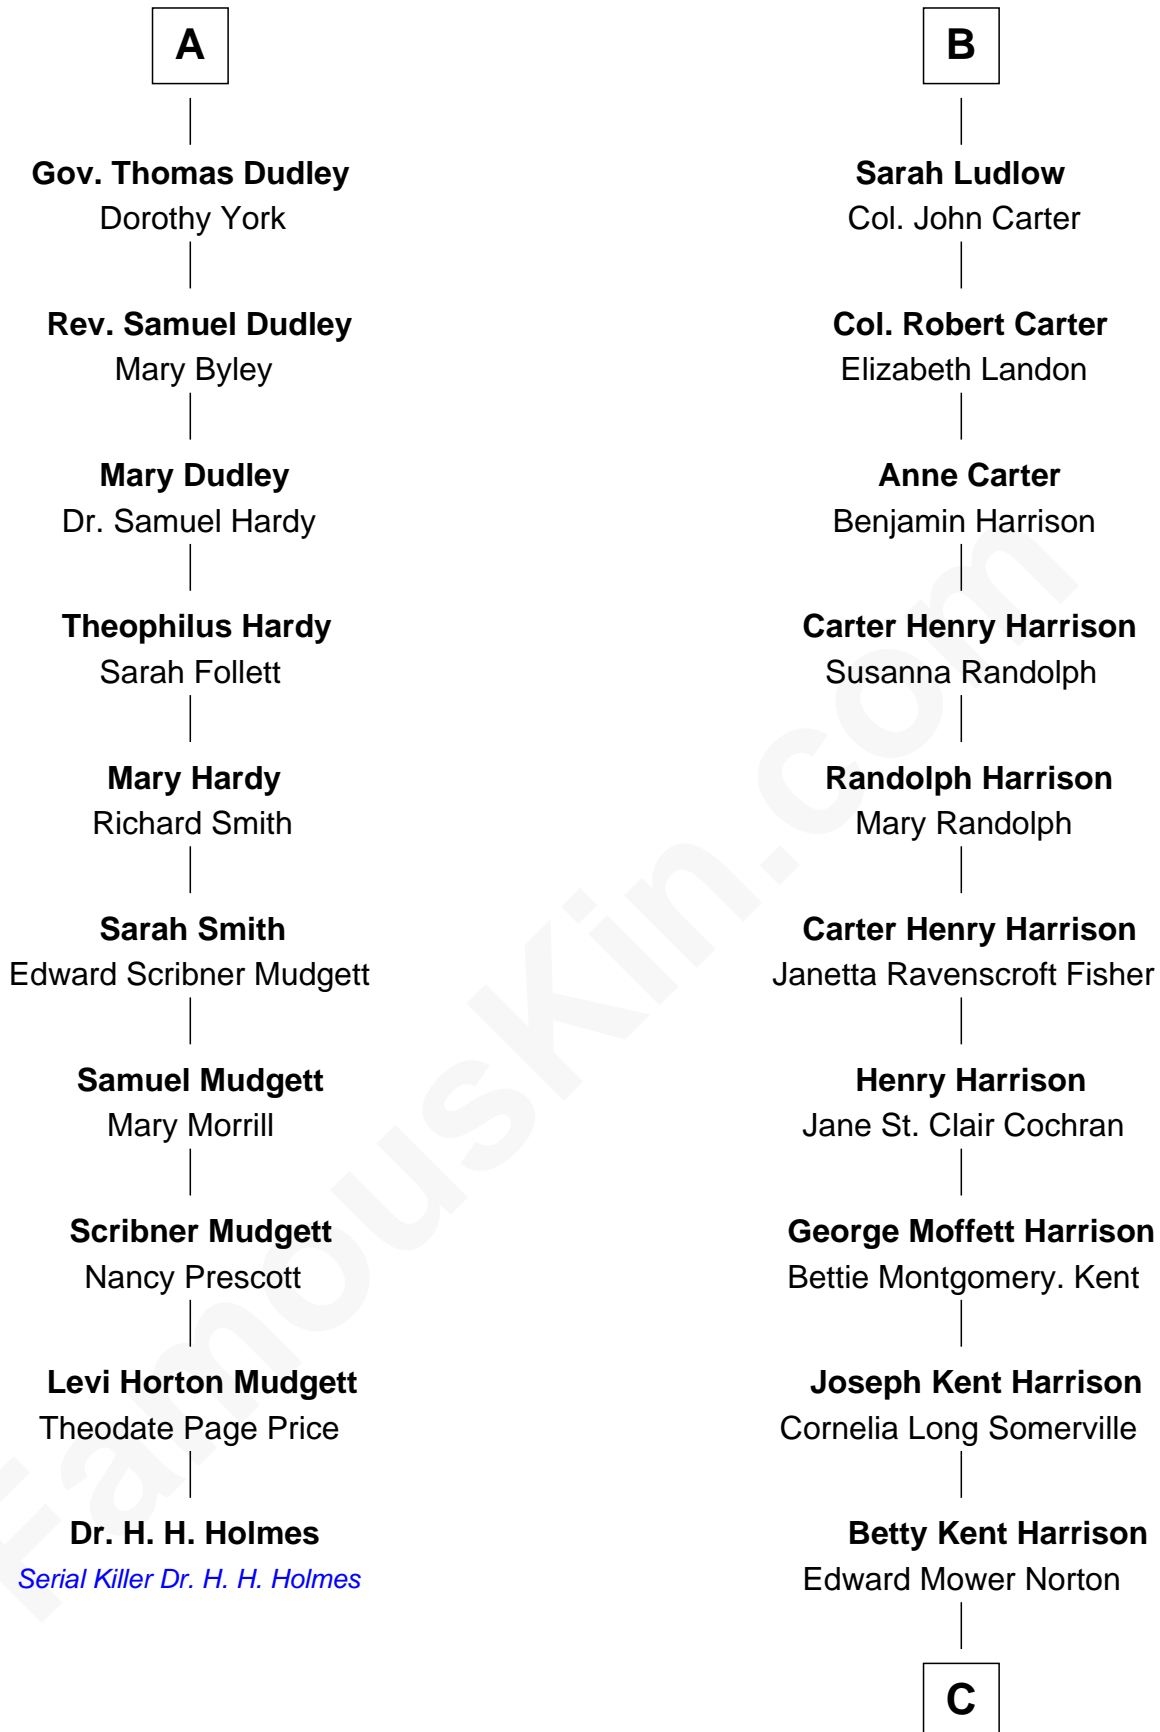 A
Gov. Thomas Dudley
Dorothy York
Rev. Samuel Dudley
Mary Byley
Mary Dudley
Dr. Samuel Hardy
Theophilus Hardy
Sarah Follett
Mary Hardy
Richard Smith
Sarah Smith
Edward Scribner Mudgett
Samuel Mudgett
Mary Morrill
Scribner Mudgett
Nancy Prescott
Levi Horton Mudgett
Theodate Page Price
Dr. H. H. Holmes
Serial Killer Dr. H. H. Holmes
B
Sarah Ludlow
Col. John Carter
Col. Robert Carter
Elizabeth Landon
Anne Carter
Benjamin Harrison
Carter Henry Harrison
Susanna Randolph
Randolph Harrison
Mary Randolph
Carter Henry Harrison
Janetta Ravenscroft Fisher
Henry Harrison
Jane St. Clair Cochran
George Moffett Harrison
Bettie Montgomery. Kent
Joseph Kent Harrison
Cornelia Long Somerville
Betty Kent Harrison
Edward Mower Norton
C
FamousKin.com